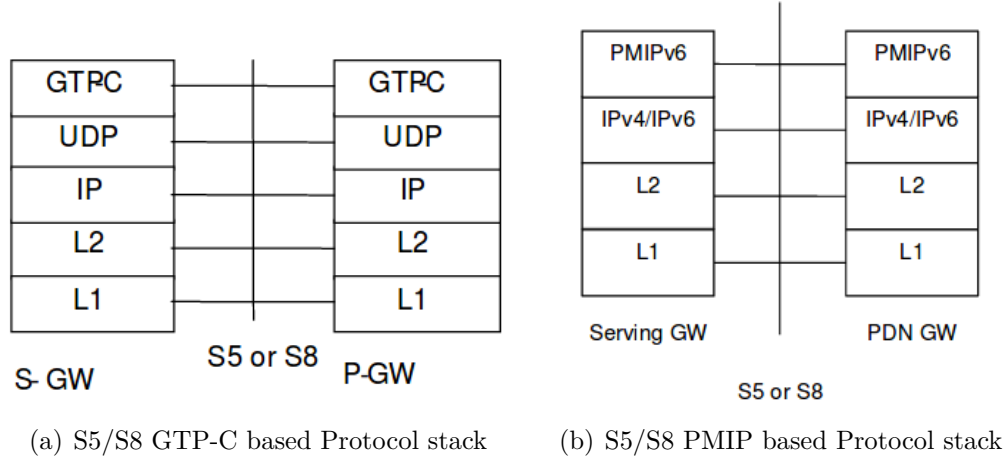 GTP-C GTP-C
UDP UDP
IP IP
L2 L2
L1 L1
S5 or S8
S- GW P-GW
(a) S5/S8 GTP-C based Protocol stack
PMIPv6 PMIPv6
IPv4/IPv6 IPv4/IPv6
L2 L2
L1 L1
Serving GW PDN GW
S5 or S8
(b) S5/S8 PMIP based Protocol stack